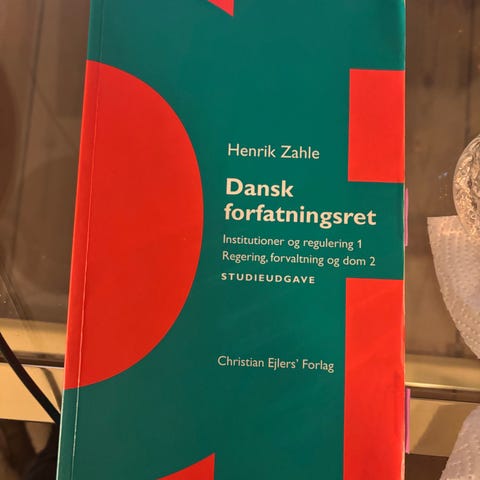 Henrik Zahle
Dansk
forfatningsret
Institutioner og regulering 1
Regering, forvaltning og dom 2
STUDIEUDGAVE
Christian Ejlers' Forlag